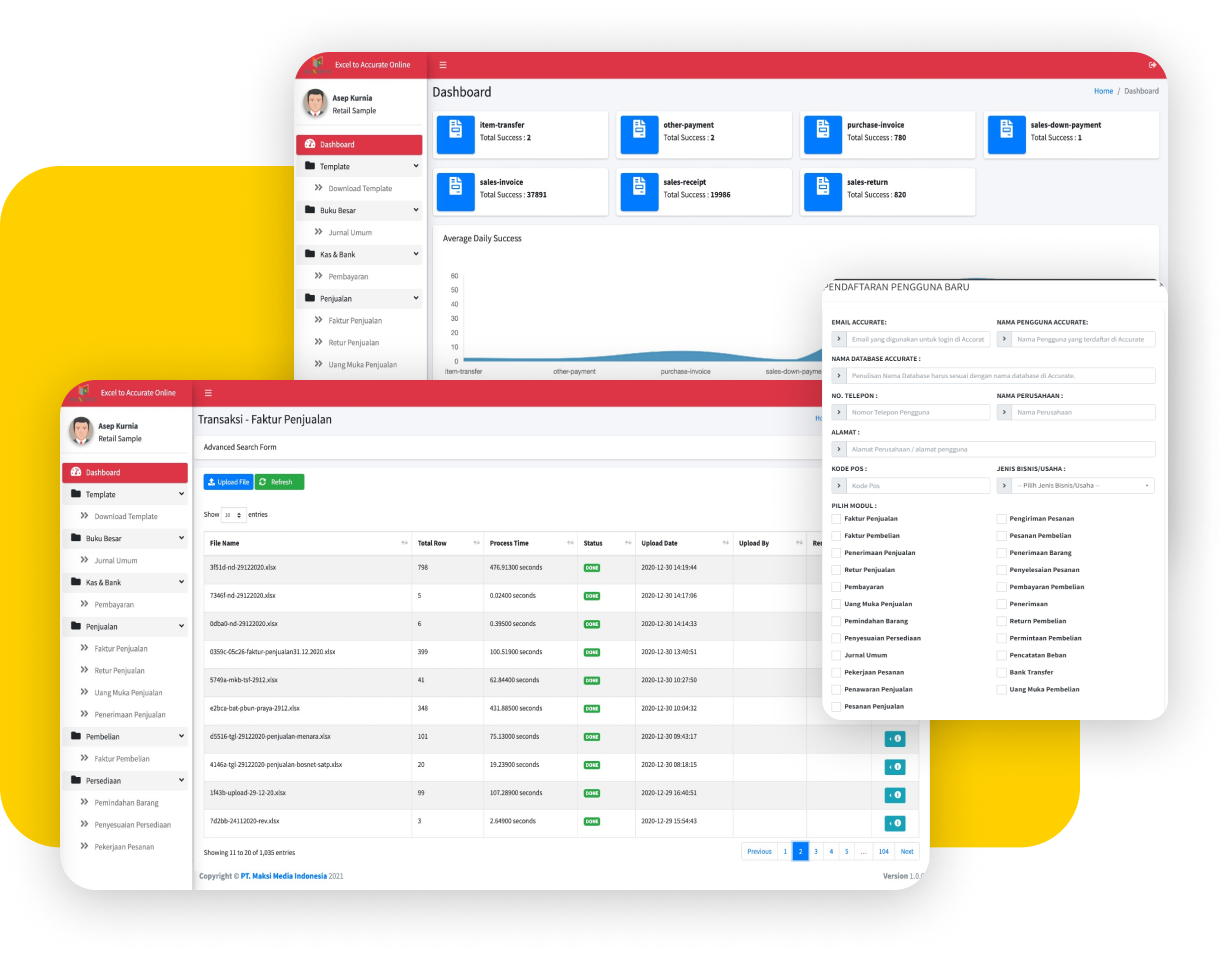 Excel to Accurate Online
Asep Kurnia
Retail Sample
Dashboard
Template
Download Template
Buku Besar
Jurnal Umum
Kas & Bank
Pembayaran
Penjualan
Faktur Penjualan
Retur Penjualan
Uang Muka Penjualan
Dashboard
Home / Dashboard
item-transfer
Total Success : 2
other-payment
Total Success : 2
purchase-invoice
Total Success : 780
sales-down-payment
Total Success : 1
sales-invoice
Total Success : 37891
sales-receipt
Total Success : 19986
sales-return
Total Success : 820
Average Daily Success
60
50
40
30
20
10
0
item-transfer other-payment purchase-invoice sales-down-payme
PENDAFTARAN PENGGUNA BARU
EMAIL ACCURATE: NAMA PENGGUNA ACCURATE:
Email yang digunakan untuk login di Accurat Nama Pengguna yang terdaftar di Accurate
NAMA DATABASE ACCURATE :
Penulisan Nama Database harus sesuai dengan nama database di Accurate.
NO. TELEPON : NAMA PERUSAHAAN :
Nomor Telepon Pengguna Nama Perusahaan
ALAMAT :
Alamat Perusahaan / alamat pengguna
KODE POS : JENIS BISNIS/USAHA :
Kode Pos -- Pilih Jenis Bisnis/Usaha --
PILIH MODUL :
Faktur Penjualan Pengiriman Pesanan
Faktur Pembelian Pesanan Pembelian
Penerimaan Penjualan Penerimaan Barang
Retur Penjualan Penyelesaian Pesanan
Pembayaran Pembayaran Pembelian
Uang Muka Penjualan Penerimaan
Pemindahan Barang Return Pembelian
Penyesuaian Persediaan Permintaan Pembelian
Jurnal Umum Pencatatan Beban
Pekerjaan Pesanan Bank Transfer
Penawaran Penjualan Uang Muka Pembelian
Pesanan Penjualan
Excel to Accurate Online
Asep Kurnia
Retail Sample
Dashboard
Template
Download Template
Buku Besar
Jurnal Umum
Kas & Bank
Pembayaran
Penjualan
Faktur Penjualan
Retur Penjualan
Uang Muka Penjualan
Penerimaan Penjualan
Pembelian
Faktur Pembelian
Persediaan
Pemindahan Barang
Penyesuaian Persediaan
Pekerjaan Pesanan
Transaksi - Faktur Penjualan
Ho
Advanced Search Form
Upload File Refresh
Show 10 entries
File Name Total Row Process Time Status Upload Date Upload By Rec
3f51d-nd-29122020.xlsx 798 476.91300 seconds DONE 2020-12-30 14:19:44
7346f-nd-29122020.xlsx 5 0.02400 seconds DONE 2020-12-30 14:17:06
0dba0-nd-29122020.xlsx 6 0.39500 seconds DONE 2020-12-30 14:14:33
0359c-05c26-faktur-penjualan31.12.2020.xlsx 399 100.51900 seconds DONE 2020-12-30 13:40:51
5749a-mkb-tsf-2912.xlsx 41 62.84400 seconds DONE 2020-12-30 10:27:50
e2bca-bat-pbun-praya-2912.xlsx 348 431.88500 seconds DONE 2020-12-30 10:04:32
d5516-tgl-29122020-penjualan-menara.xlsx 101 75.13000 seconds DONE 2020-12-30 09:43:17
4146a-tgl-29122020-penjualan-bosnet-satp.xlsx 20 19.23900 seconds DONE 2020-12-30 08:18:15
1f43b-upload-29-12-20.xlsx 99 107.28900 seconds DONE 2020-12-29 16:40:51
7d2bb-24112020-rev.xlsx 3 2.64900 seconds DONE 2020-12-29 15:54:43
Showing 11 to 20 of 1,035 entries
Previous 1 2 3 4 5 ... 104 Next
Copyright © PT. Maksi Media Indonesia 2021
Version 1.0.